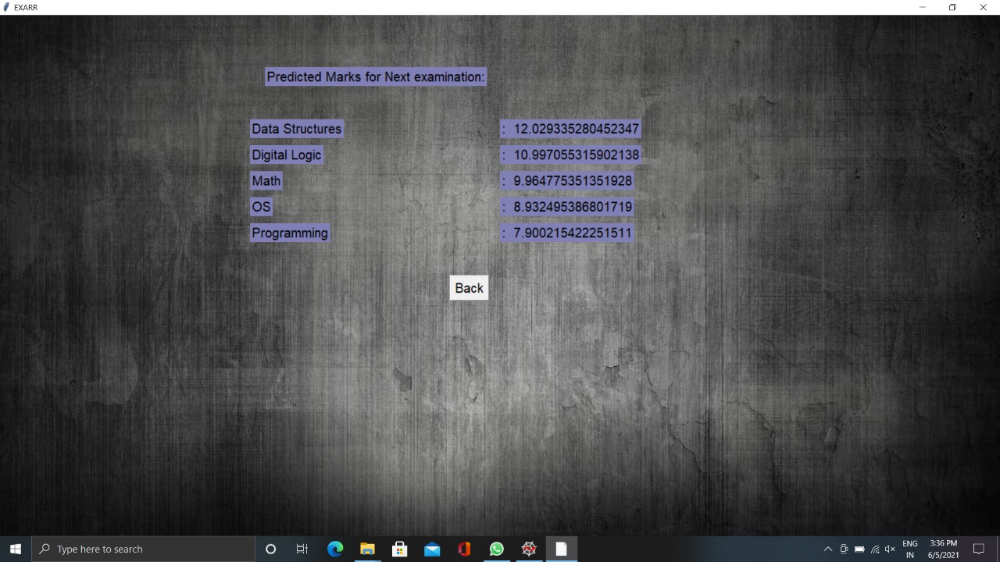 EXARR
Predicted Marks for Next examination:
Data Structures : 12.029335280452347
Digital Logic : 10.997055315902138
Math : 9.964775351351928
OS : 8.932495386801719
Programming : 7.900215422251511
Back
Type here to search
ENG
IN
3:36 PM
6/5/2021